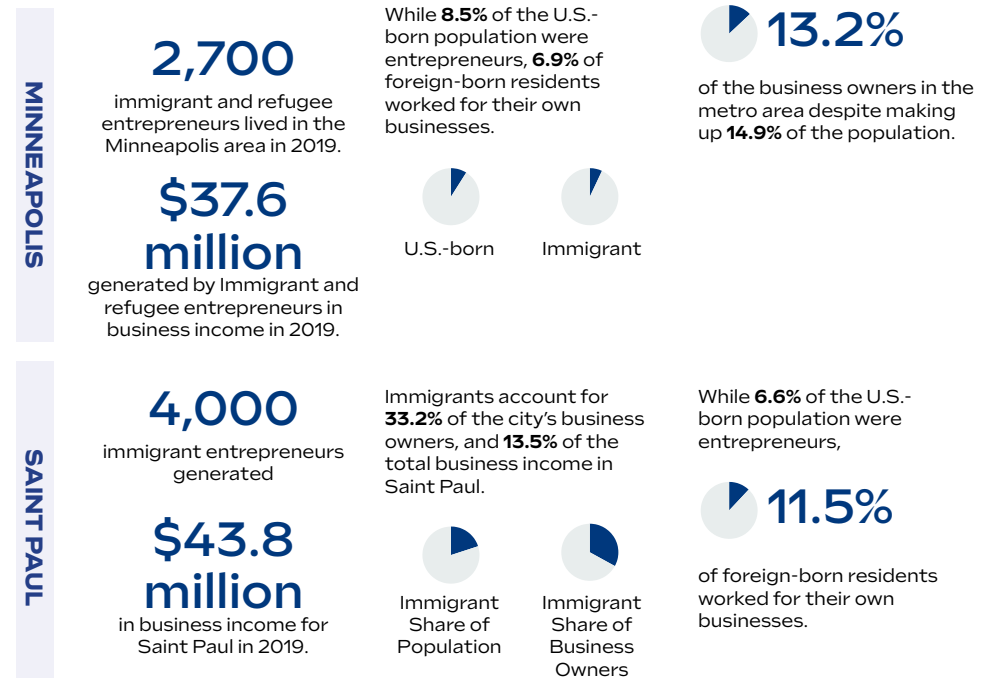 MINNEAPOLIS
2,700
immigrant and refugee
entrepreneurs lived in the
Minneapolis area in 2019.
$37.6
million
generated by Immigrant and
refugee entrepreneurs in
business income in 2019.
While 8.5% of the U.S.-
born population were
entrepreneurs, 6.9% of
foreign-born residents
worked for their own
businesses.
U.S.-born
Immigrant
13.2%
of the business owners in the
metro area despite making
up 14.9% of the population.
SAINT PAUL
4,000
immigrant entrepreneurs
generated
$43.8
million
in business income for
Saint Paul in 2019.
Immigrants account for
33.2% of the city’s business
owners, and 13.5% of the
total business income in
Saint Paul.
Immigrant
Share of
Population
Immigrant
Share of
Business
Owners
While 6.6% of the U.S.-
born population were
entrepreneurs,
11.5%
of foreign-born residents
worked for their own
businesses.